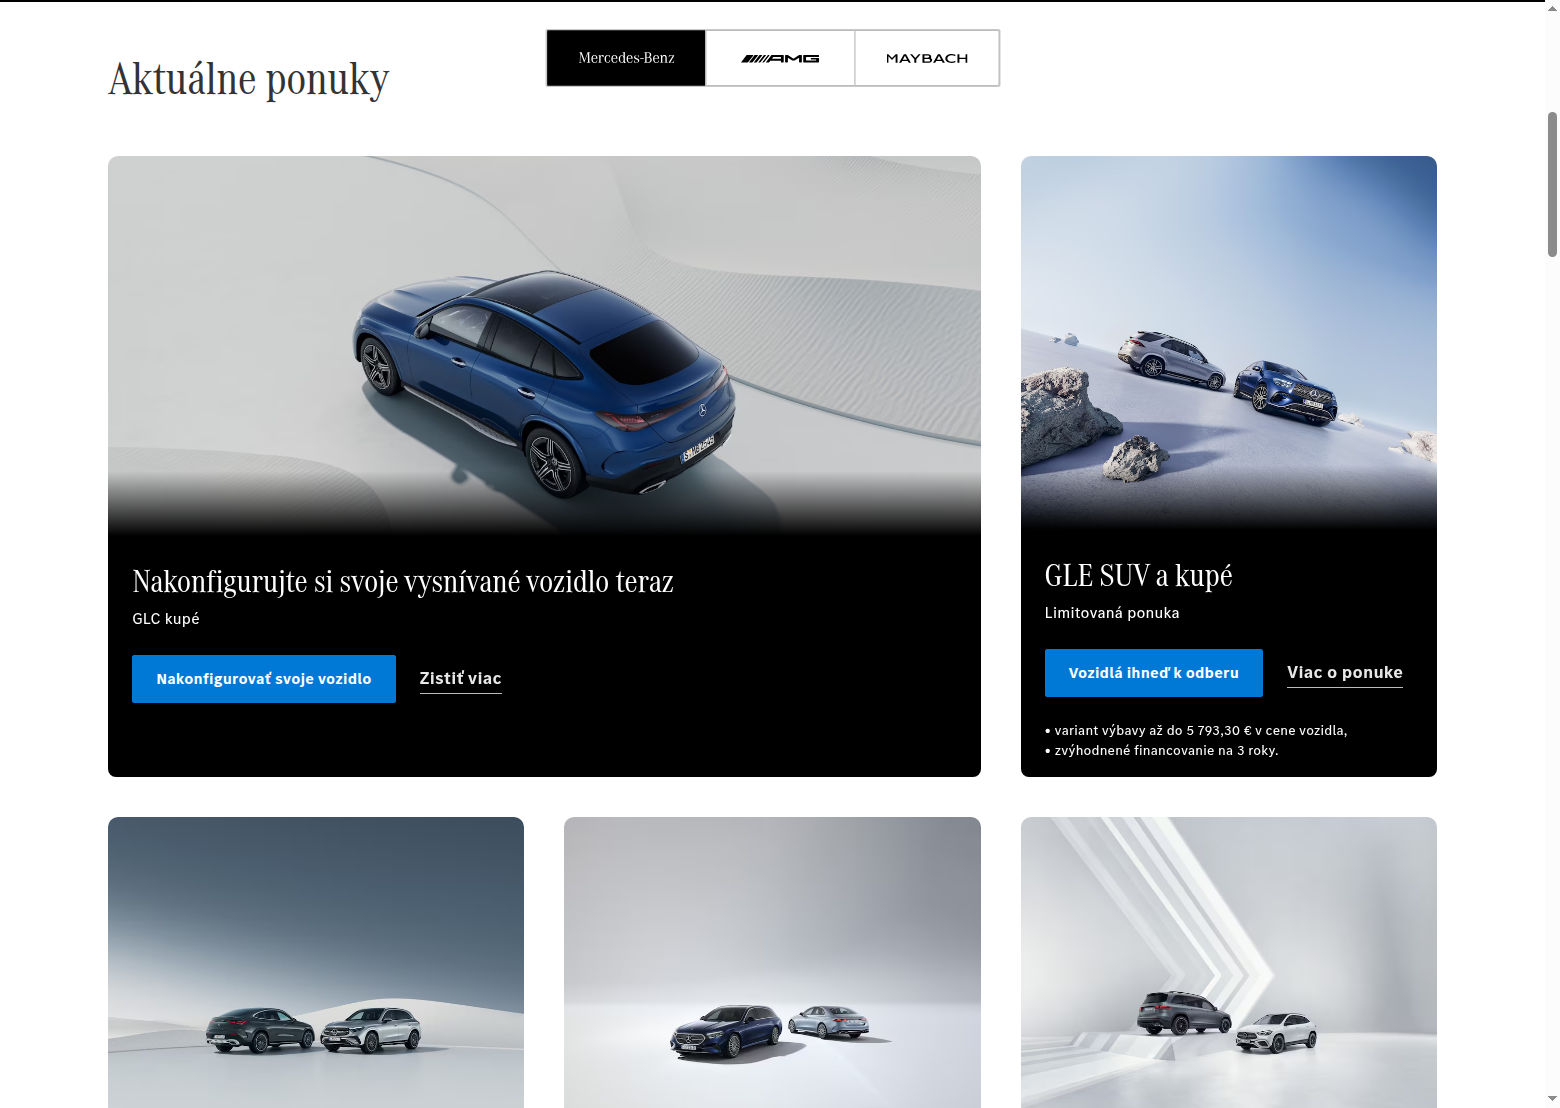 Aktuálne ponuky
Mercedes-Benz
AMG
MAYBACH
Nakonfigurujte si svoje vysnívané vozidlo teraz
GLC kupé
Nakonfigurovať svoje vozidlo
Zistiť viac
GLE SUV a kupé
Limitovaná ponuka
Vozidlá ihneď k odberu
Viac o ponuke
• variant výbavy až do 5 793,30 € v cene vozidla,
• zvýhodnené financovanie na 3 roky.